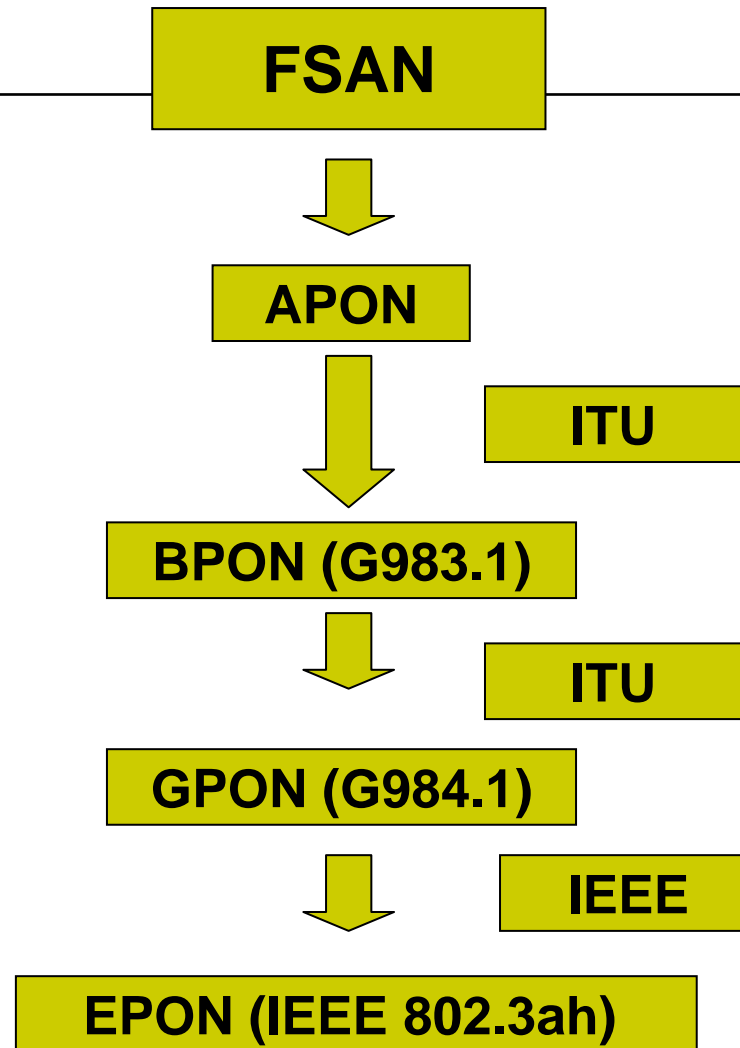 FSAN
APON
ITU
BPON (G983.1)
ITU
GPON (G984.1)
IEEE
EPON (IEEE 802.3ah)